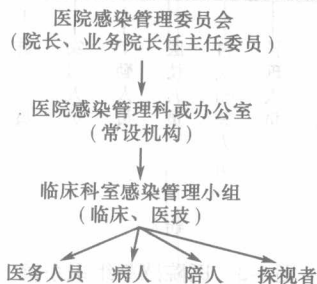 医院感染管理委员会
(院长、业务院长任主任委员)
医院感染管理科或办公室
(常设机构)
临床科室感染管理小组
(临床、医技)
医务人员 病人 陪人 探视者